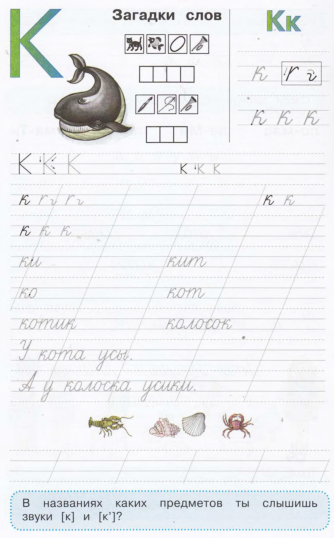 К
Загадки слов
Кк
к
к к к
К К К к к к
к к к
к к к
ки кит
ко кот
котик колосок
У кота усы.
А у колоска усики.
В названиях каких предметов ты слышишь
звуки [к] и [к’]?